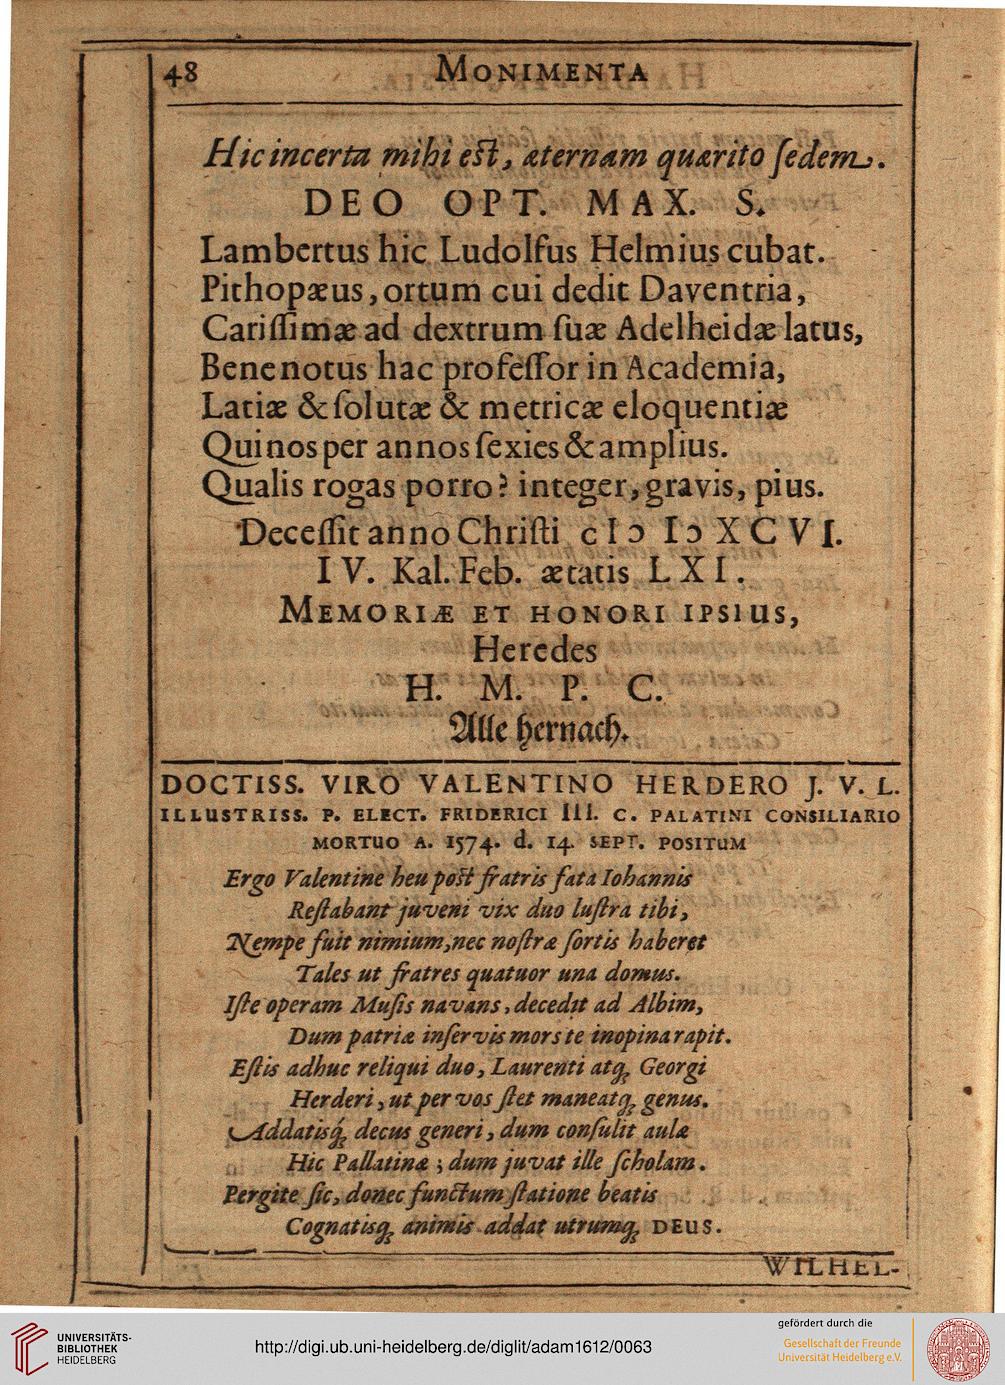 48 MONIMENTA
Hic incerta mihi est, æternam quærito ſedem.
DEO OPT. MAX. S.
Lambertus hic Ludolfus Helmius cubat.
Pithopæus, ortum cui dedit Daventria,
Cariſſimæ ad dextrum ſuæ Adelheidæ latus,
Bene notus hac profeſſor in Academia,
Latiæ & ſolutæ & metricæ eloquentiæ
Quinos per annos ſexies & amplius.
Qualis rogas porro? integer, gravis, pius.
Deceſſit anno Chriſti cIↄ Iↄ XCVI.
IV. Kal. Feb. ætatis LXI.
MEMORIÆ ET HONORI IPSIUS,
Heredes
H. M. P. C.
Alle hernach.
DOCTISS. VIRO VALENTINO HERDERO J. V. L.
ILLUSTRISS. P. ELECT. FRIDERICI III. C. PALATINI CONSILIARIO
MORTUO A. 1574. d. 14. SEPT. POSITUM
Ergo Valentine heu post fratris fata Iohannis
Reſtabant juveni vix duo luſtra tibi,
Nempe fuit nimium, nec noſtræ ſortis haberet
Tales ut fratres quatuor una domus.
Iſte operam Muſis navans, decedit ad Albim,
Dum patriæ inſervis mors te inopina rapit.
Eſtis adhuc reliqui duo, Laurenti atq; Georgi
Herderi, ut per vos ſtet maneatq; genus.
Addatisq́; decus generi, dum conſulit aulæ
Hic Pallatinæ; dum juvat ille ſcholam.
Pergite ſic, donec functum ſtatione beatis
Cognatisq; animis addat utrumq; DEUS.
WILHEL-
UNIVERSITÄTS-
BIBLIOTHEK
HEIDELBERG
http://digi.ub.uni-heidelberg.de/diglit/adam1612/0063
gefördert durch die
Gesellschaft der Freunde
Universität Heidelberg e.V.